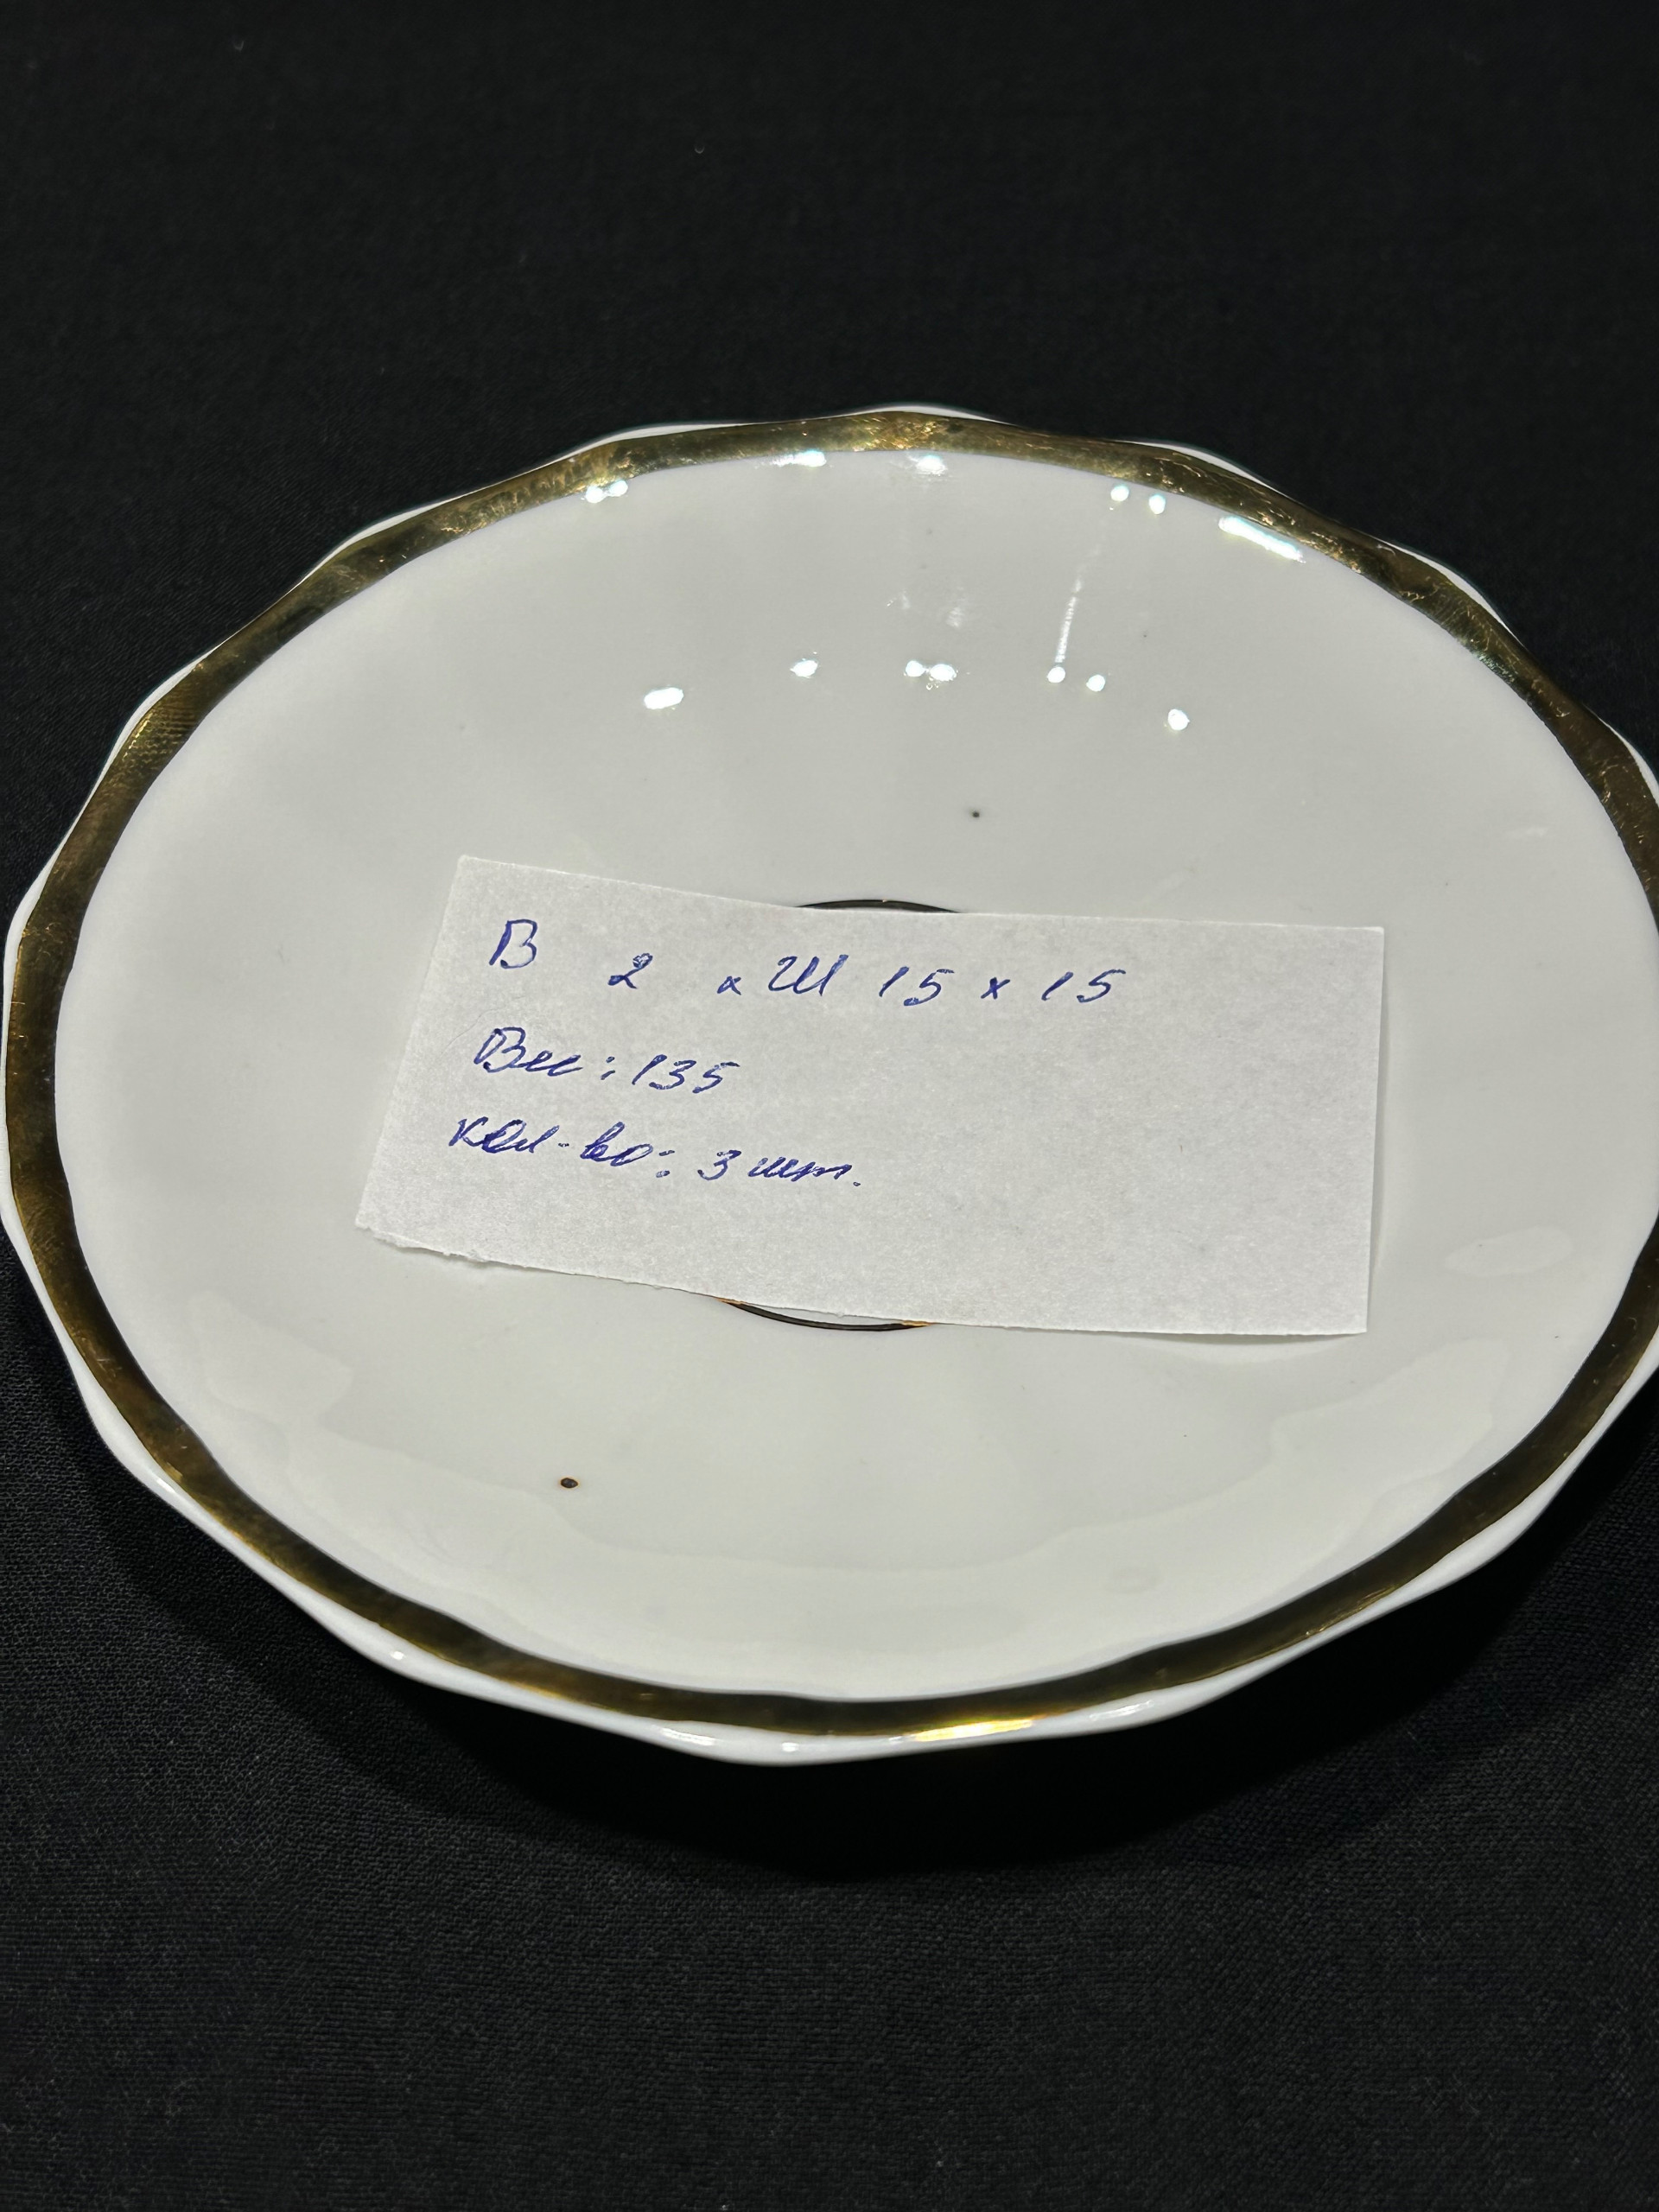 В 2 х Ш 15 х 15
Вес: 135
кол-во: 3 шт.